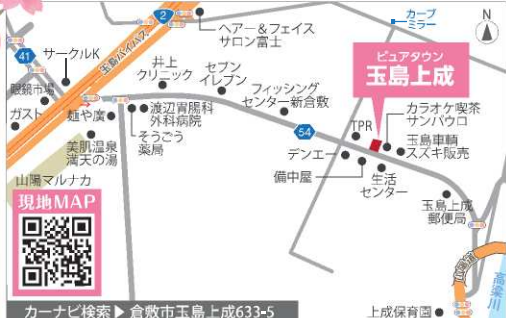 ヘアー&フェイス
サロン富士
カーブ
ミラー
N
2
玉島バイパス
41
サークルK
眼鏡市場
ガスト
麺や廣
井上
クリニック
セブン
イレブン
フィッシング
センター新倉敷
ピュアタウン
玉島上成
渡辺胃腸科
外科病院
そうごう
薬局
美肌温泉
満天の湯
山陽マルナカ
54
TPR
カラオケ喫茶
サンパウロ
玉島車輌
スズキ販売
デンエー
備中屋
生活
センター
玉島上成
郵便局
現地MAP
高梁川
上成保育園
カーナビ検索▶倉敷市玉島上成633-5